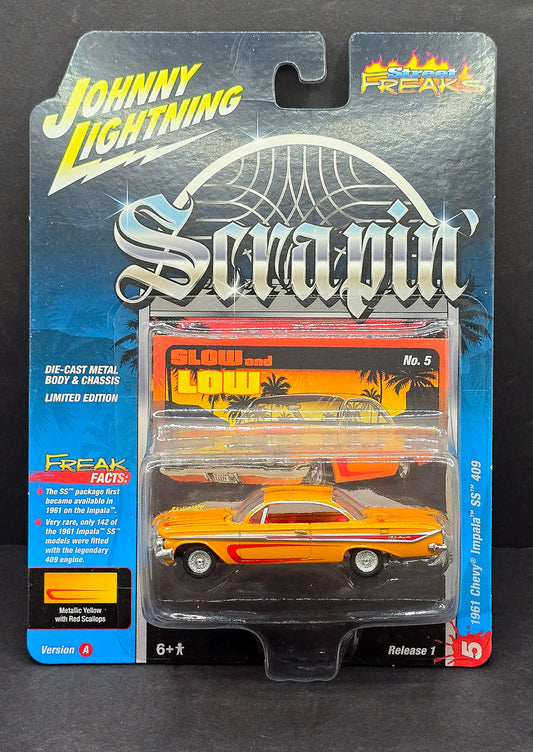 JOHNNY
LIGHTNING
Street
FREAKS
Scrapin'
SLOW and
LOW
No. 5
DIE-CAST METAL
BODY & CHASSIS
LIMITED EDITION
FREAK
FACTS:
The SS™ package first
became available in
1961 on the Impala™.
Very rare, only 142 of
the 1961 Impala™ SS™
models were fitted
with the legendary
409 engine.
Metallic Yellow
with Red Scallops
Version A
6+
Release 1
5
1961 Chevy® Impala™ SS™ 409